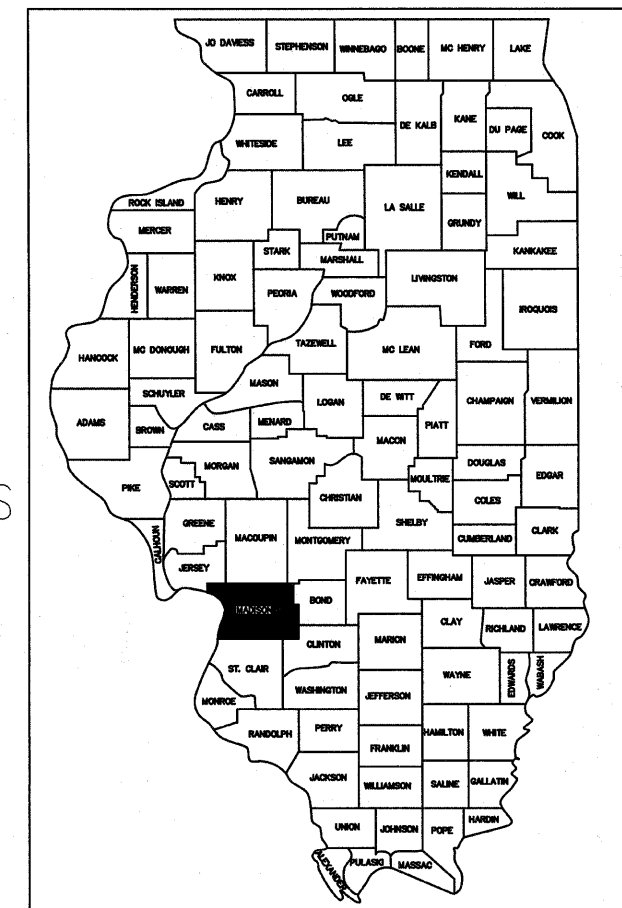 JO DAVIESS STEPHENSON WINNEBAGO BOONE MC HENRY LAKE
CARROLL OGLE DE KALB KANE DU PAGE COOK
WHITESIDE LEE
KENDALL WILL
ROCK ISLAND HENRY BUREAU LA SALLE GRUNDY
MERCER PUTNAM
STARK MARSHALL KANKAKEE
HENDERSON WARREN KNOX PEORIA WOODFORD LIVINGSTON IROQUOIS
HANCOCK MC DONOUGH FULTON TAZEWELL MC LEAN FORD
MASON
SCHUYLER LOGAN DE WITT CHAMPAIGN VERMILION
ADAMS BROWN CASS MENARD PIATT
MACON
PIKE SCOTT MORGAN SANGAMON MOULTRIE DOUGLAS EDGAR
CHRISTIAN COLES
GREENE SHELBY
CALHOUN MACOUPIN MONTGOMERY CUMBERLAND CLARK
JERSEY FAYETTE EFFINGHAM JASPER CRAWFORD
MADISON BOND
CLAY RICHLAND LAWRENCE
CLINTON MARION
ST. CLAIR WAYNE EDWARDS WABASH
MONROE WASHINGTON JEFFERSON
RANDOLPH PERRY HAMILTON WHITE
FRANKLIN
JACKSON WILLIAMSON SALINE GALLATIN
UNION JOHNSON POPE HARDIN
ALEXANDER PULASKI MASSAC
S